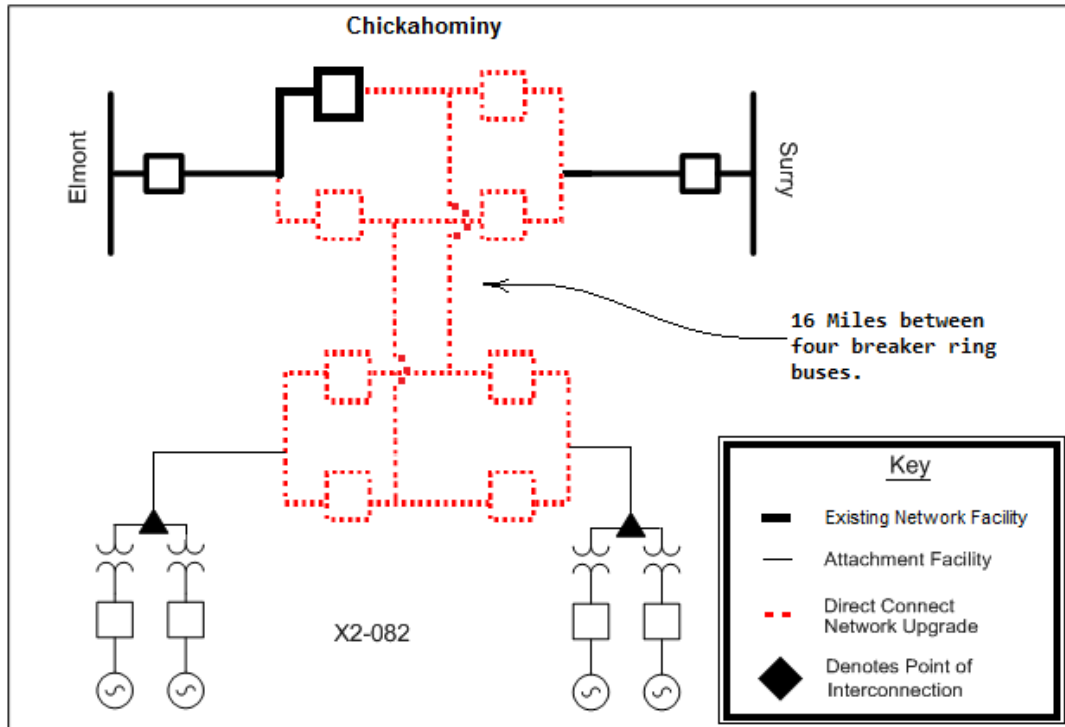 Chickahominy
Elmont
Surry
16 Miles between
four breaker ring
buses.
X2-082
Key
Existing Network Facility
Attachment Facility
Direct Connect
Network Upgrade
Denotes Point of
Interconnection